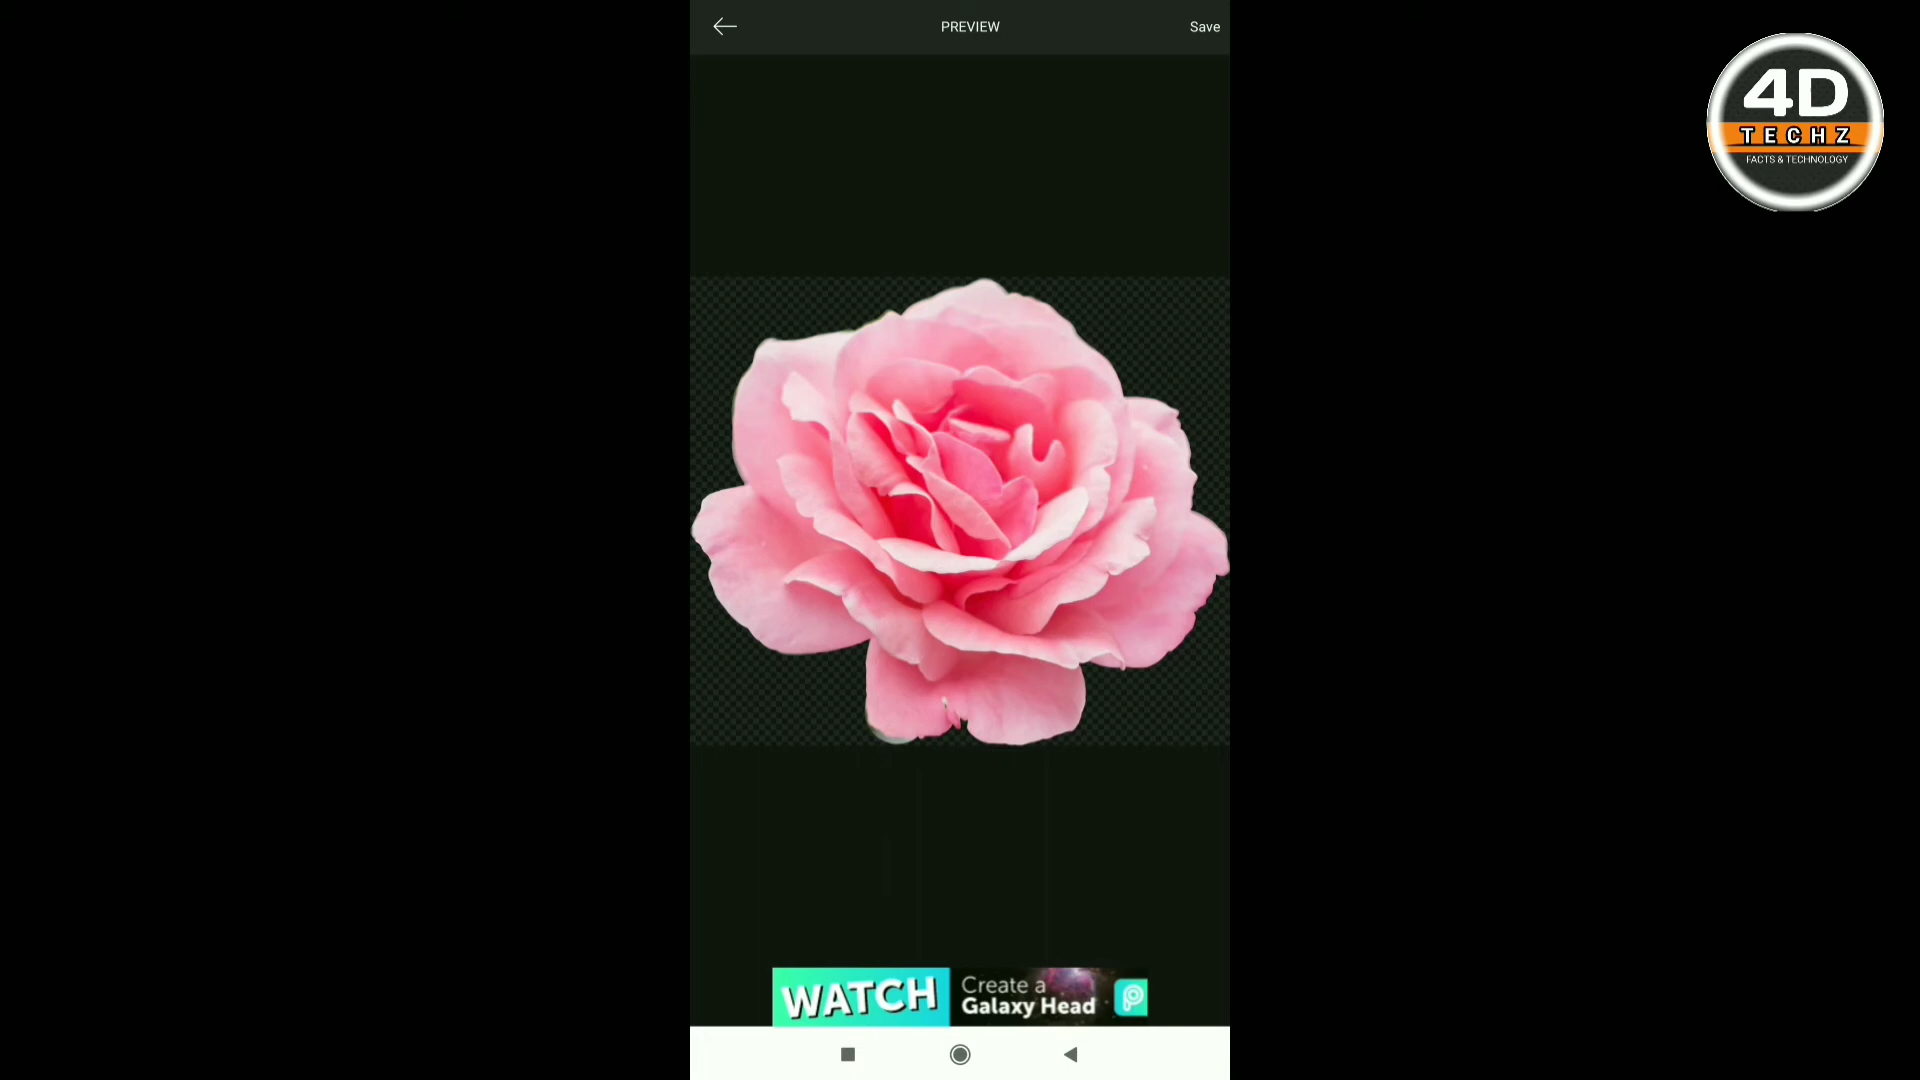 PREVIEW
Save
4D
TECHZ
FACTS & TECHNOLOGY
WATCH
Create a
Galaxy Head